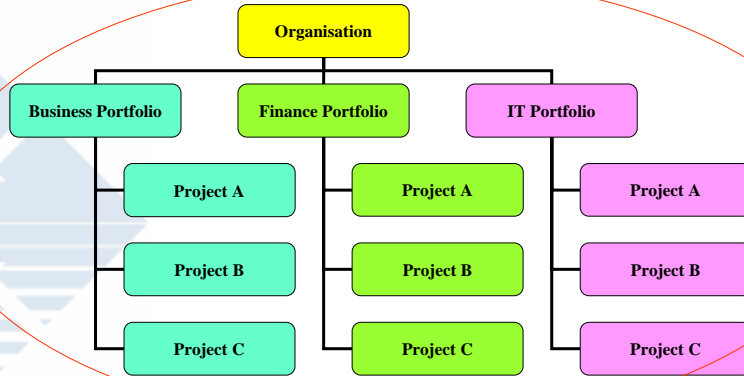 Organisation
Business Portfolio
Finance Portfolio
IT Portfolio
Project A
Project A
Project A
Project B
Project B
Project B
Project C
Project C
Project C